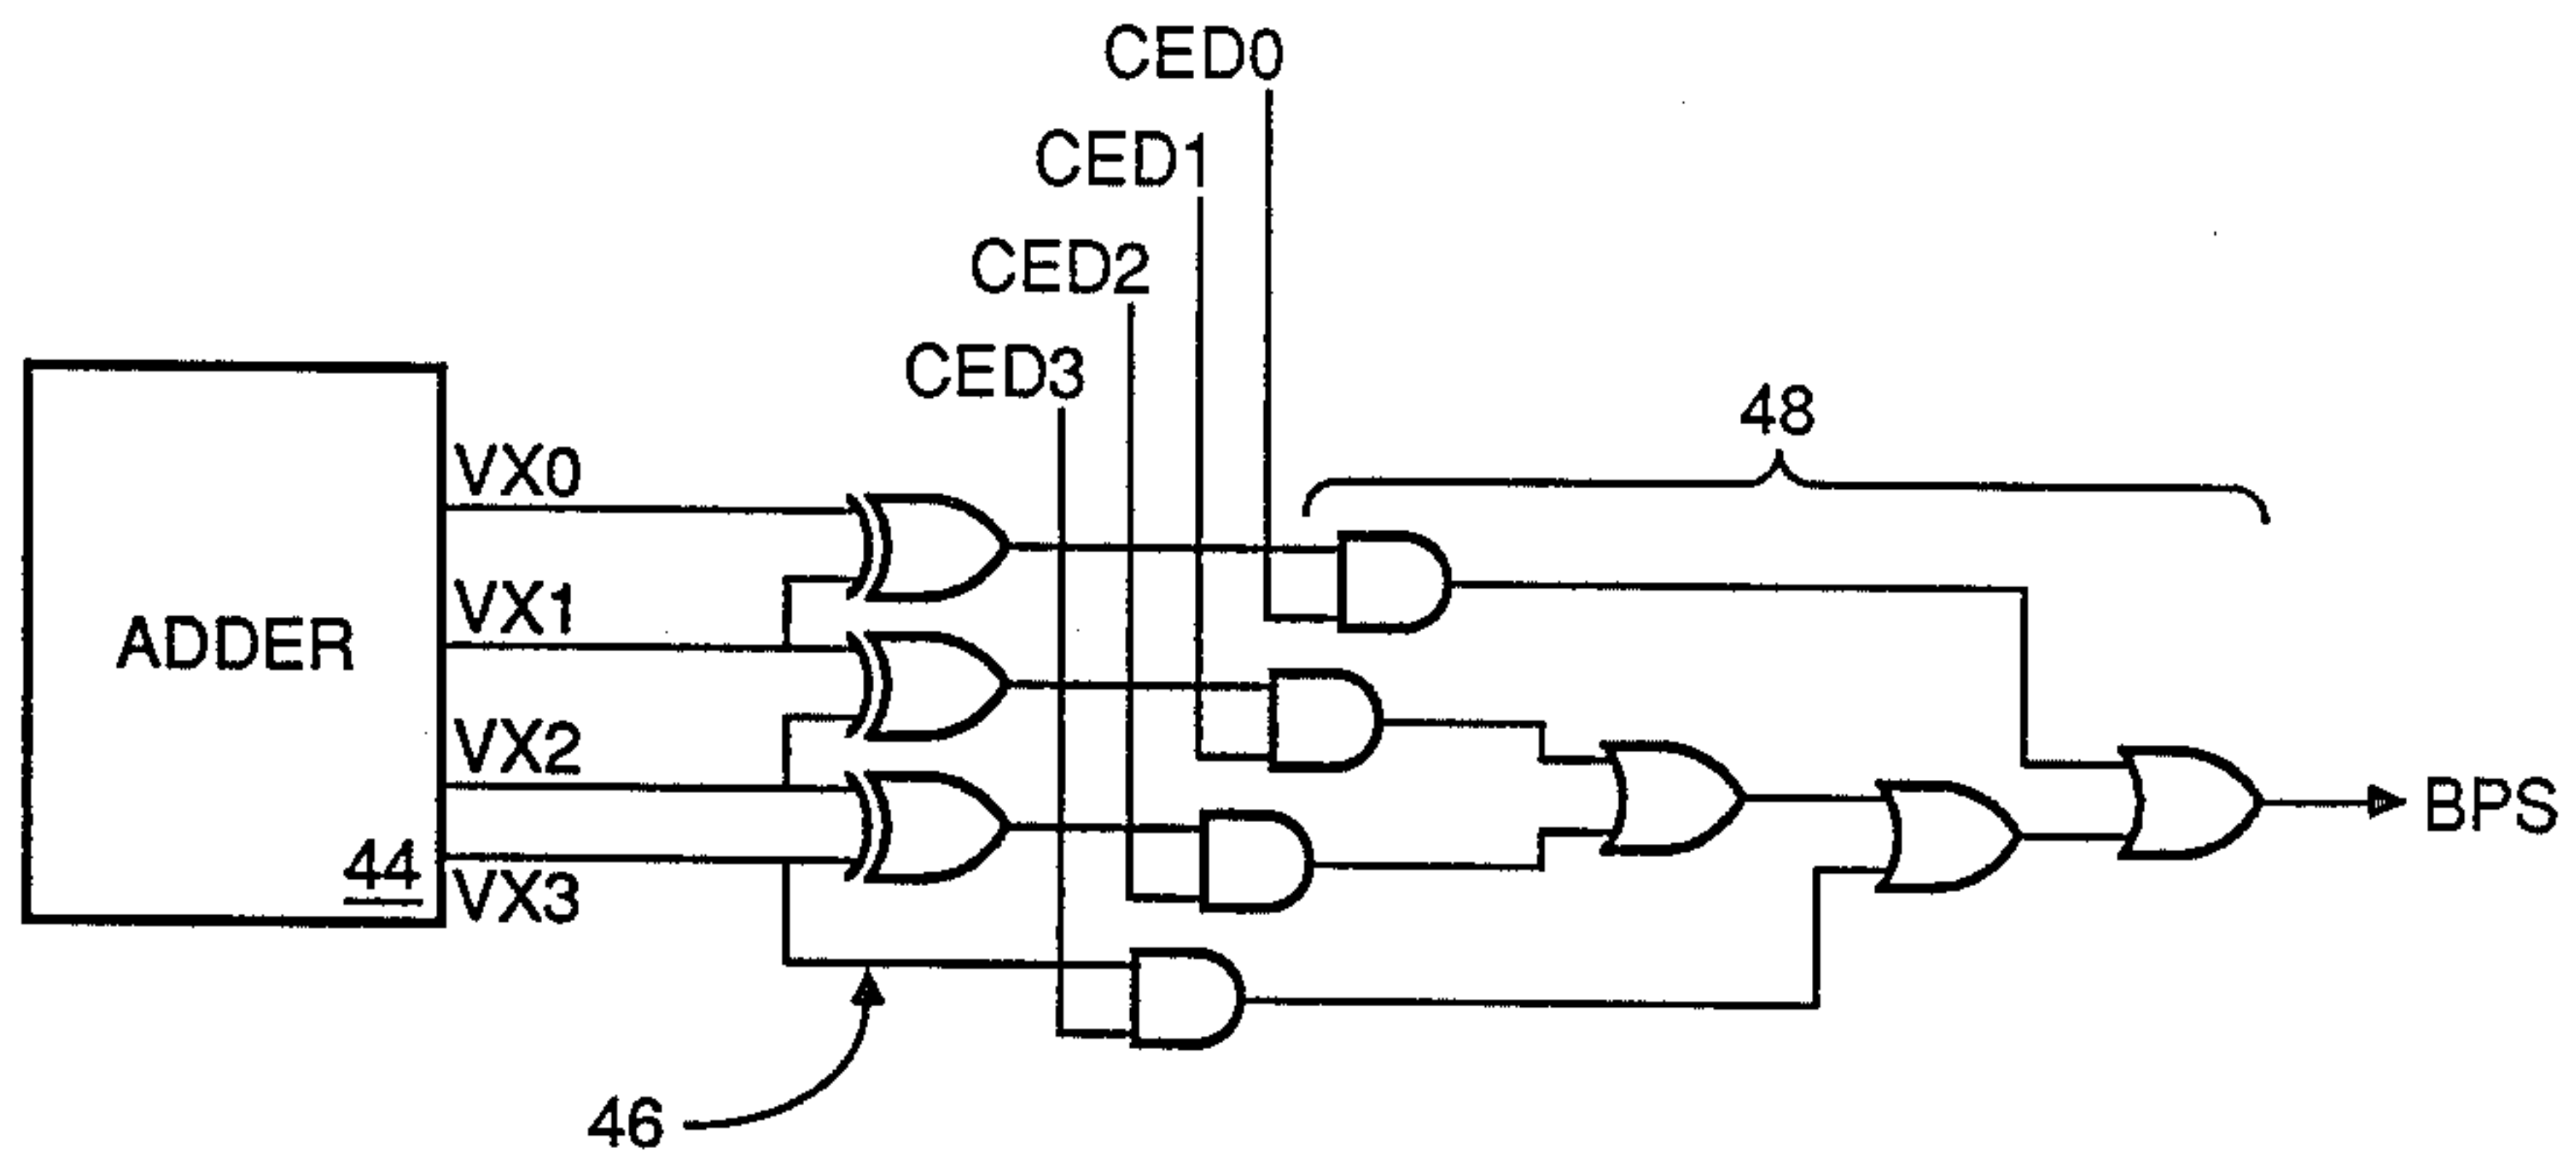 CED0
CED1
CED2
CED3
48
VX0
VX1
ADDER
VX2
BPS
44
VX3
46